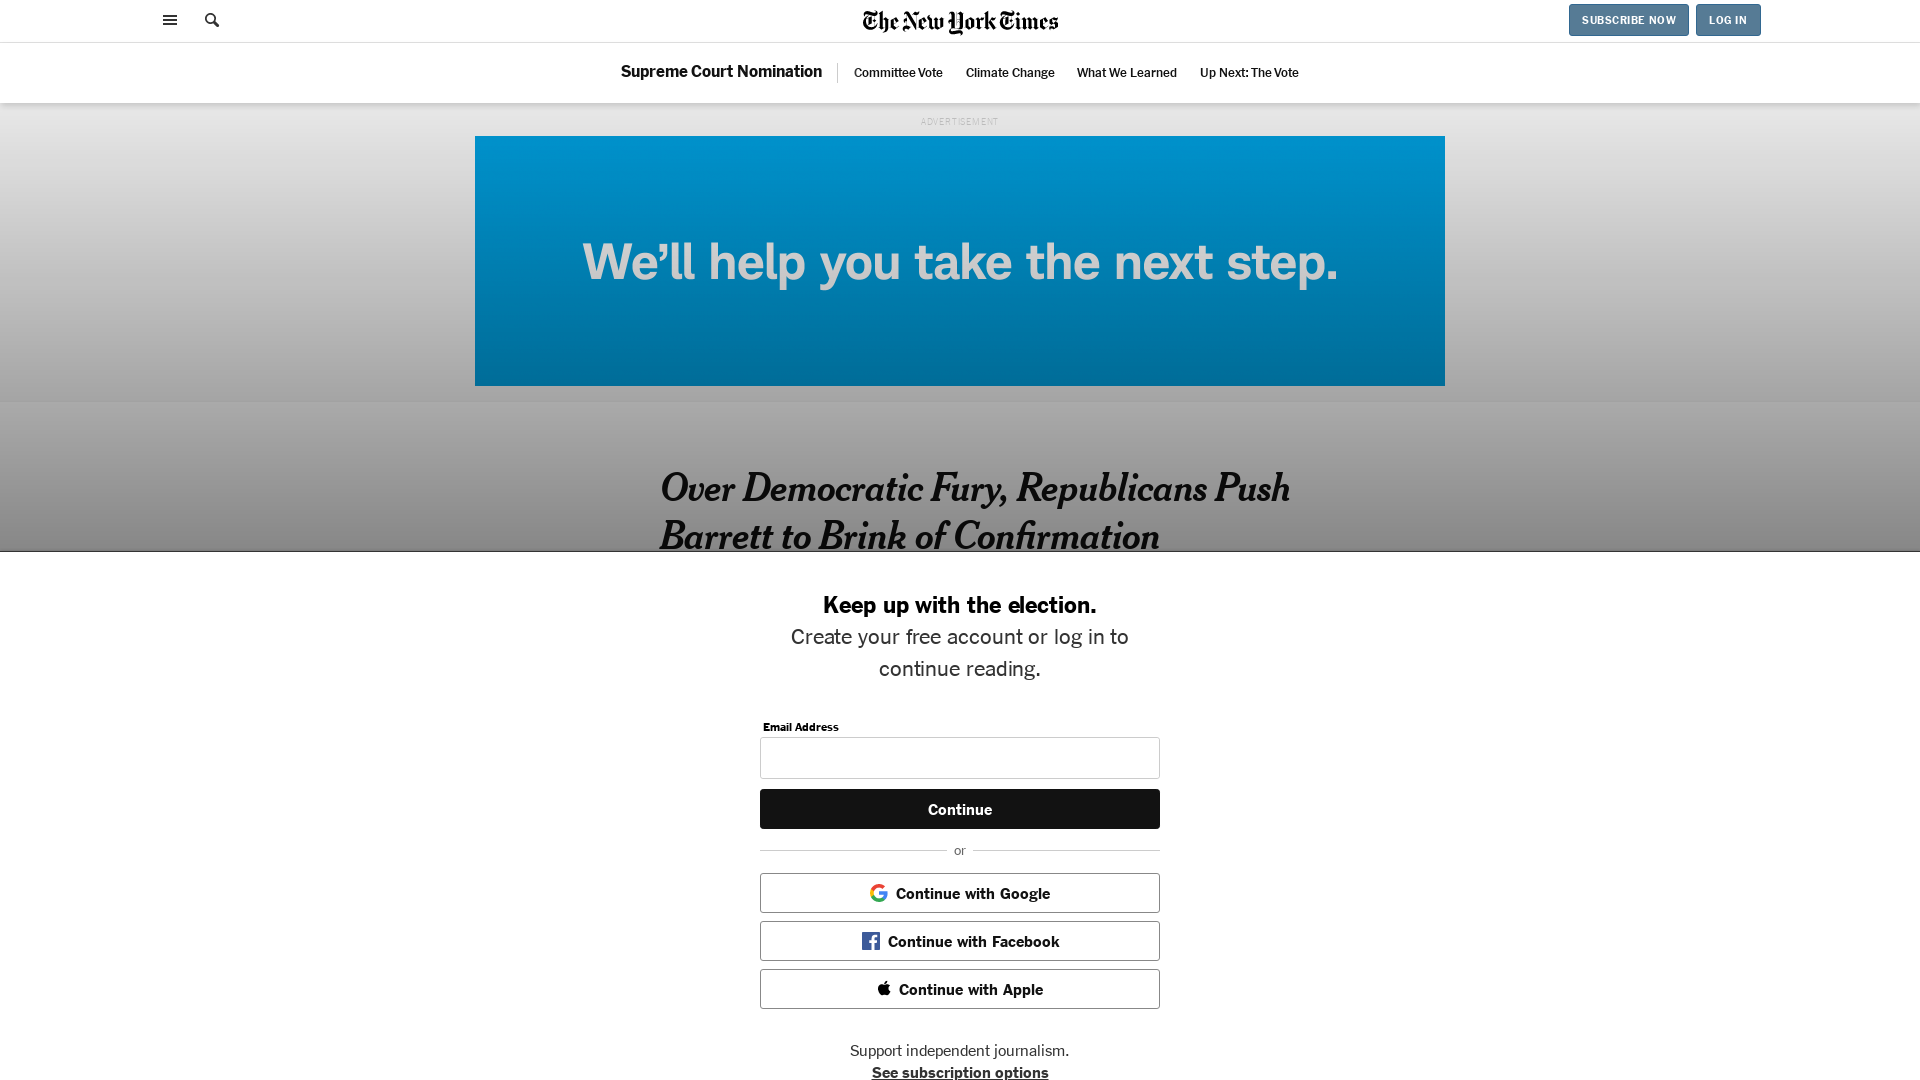 The New York Times
SUBSCRIBE NOW
LOG IN
Supreme Court Nomination
Committee Vote
Climate Change
What We Learned
Up Next: The Vote
ADVERTISEMENT
We’ll help you take the next step.
Over Democratic Fury, Republicans Push
Barrett to Brink of Confirmation
Keep up with the election.
Create your free account or log in to
continue reading.
Email Address
Continue
or
Continue with Google
Continue with Facebook
Continue with Apple
Support independent journalism.
See subscription options